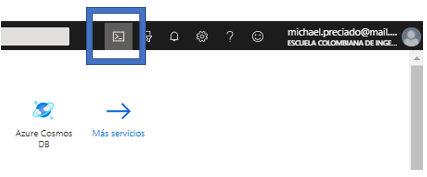 michael.preciado@mail....
ESCUELA COLOMBIANA DE INGE...
Azure Cosmos
DB
Más servicios